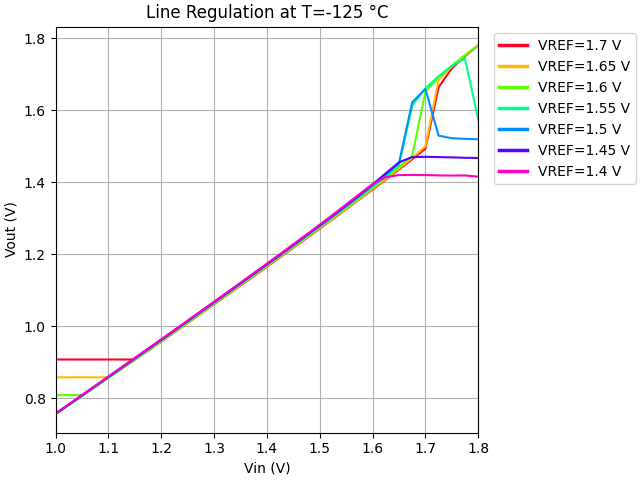 Line Regulation at T=-125 °C
Vout (V)
1.8
1.6
1.4
1.2
1.0
0.8
1.0 1.1 1.2 1.3 1.4 1.5 1.6 1.7 1.8
Vin (V)
VREF=1.7 V
VREF=1.65 V
VREF=1.6 V
VREF=1.55 V
VREF=1.5 V
VREF=1.45 V
VREF=1.4 V